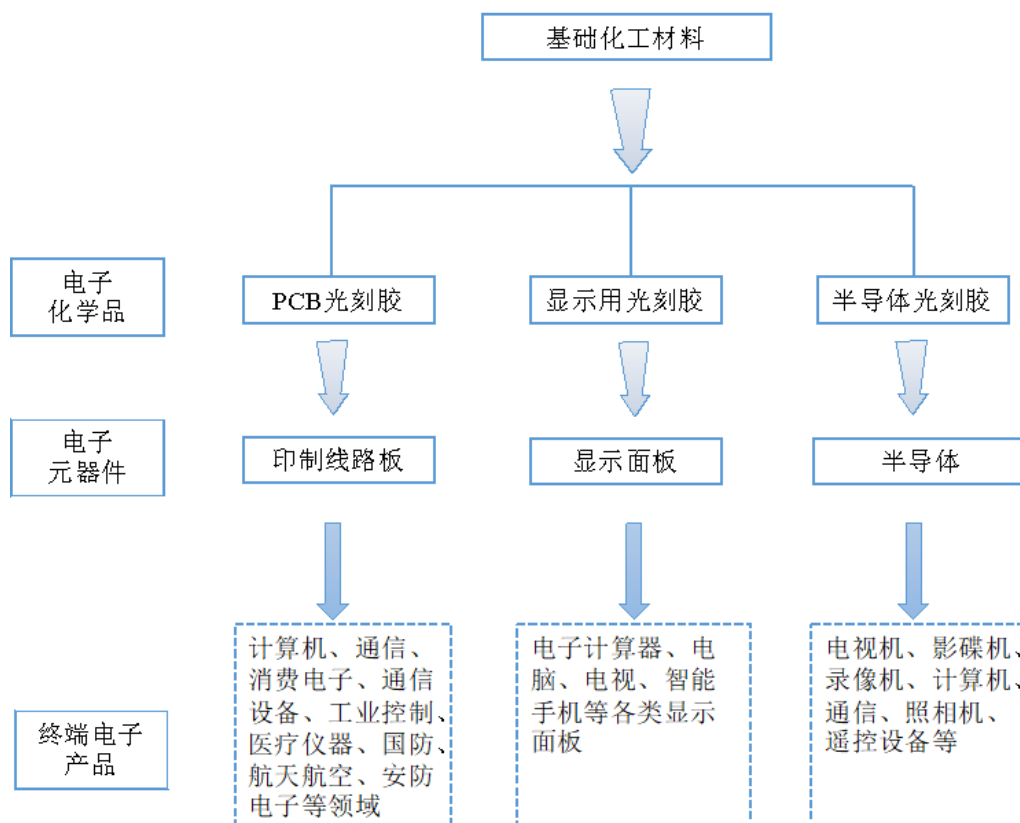 基础化工材料
电子
化学品
PCB光刻胶
显示用光刻胶
半导体光刻胶
电子
元器件
印制线路板
显示面板
半导体
终端电子
产品
计算机、通信、
消费电子、通信
设备、工业控制、
医疗仪器、国防、
航天航空、安防
电子等领域
电子计算器、电
脑、电视、智能
手机等各类显示
面板
电视机、影碟机、
录像机、计算机、
通信、照相机、
遥控设备等